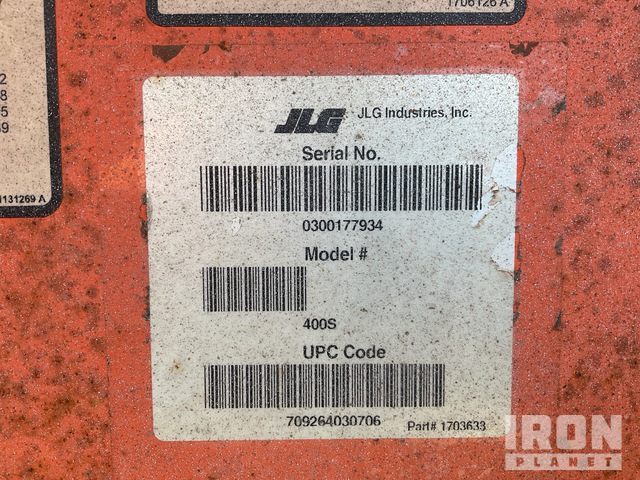 1706126 A
2
8
5
9
1131269 A
JLG JLG Industries, Inc.
Serial No.
0300177934
Model #
400S
UPC Code
709264030706
Part# 1703633
IRON
PLANET